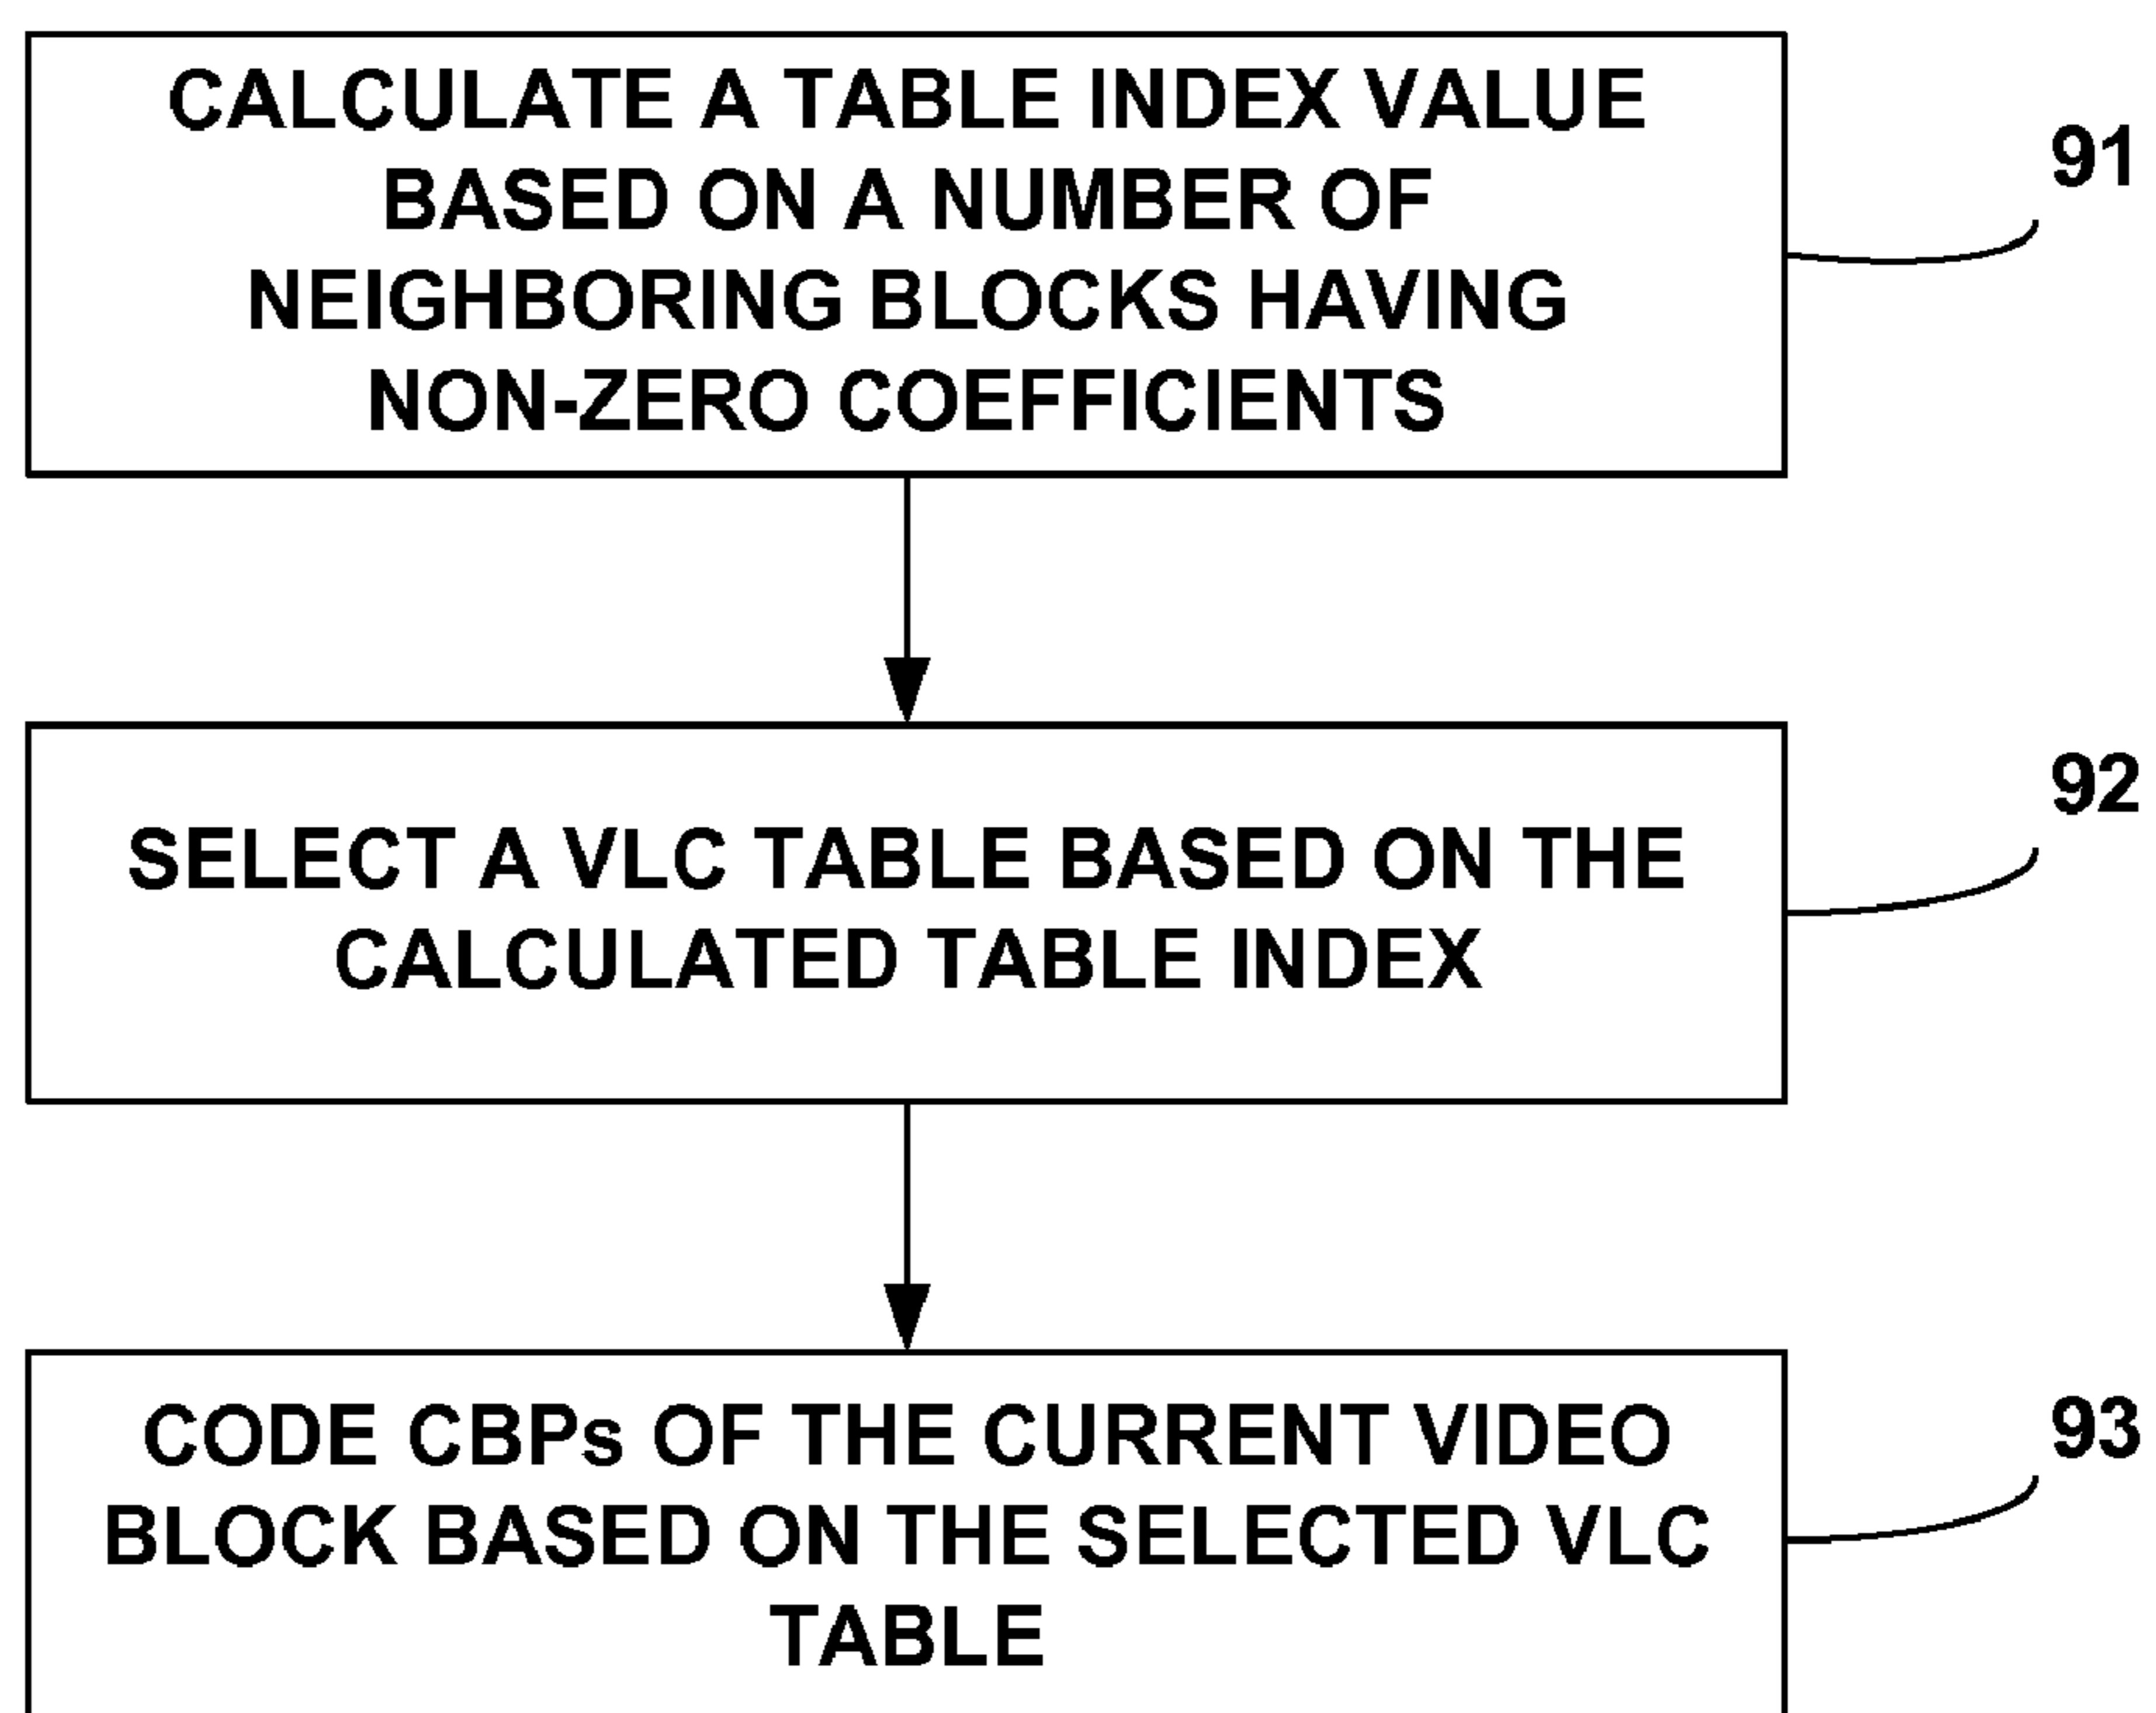 CALCULATE A TABLE INDEX VALUE
BASED ON A NUMBER OF
NEIGHBORING BLOCKS HAVING
NON-ZERO COEFFICIENTS
91
SELECT A VLC TABLE BASED ON THE
CALCULATED TABLE INDEX
92
CODE CBPs OF THE CURRENT VIDEO
BLOCK BASED ON THE SELECTED VLC
TABLE
93